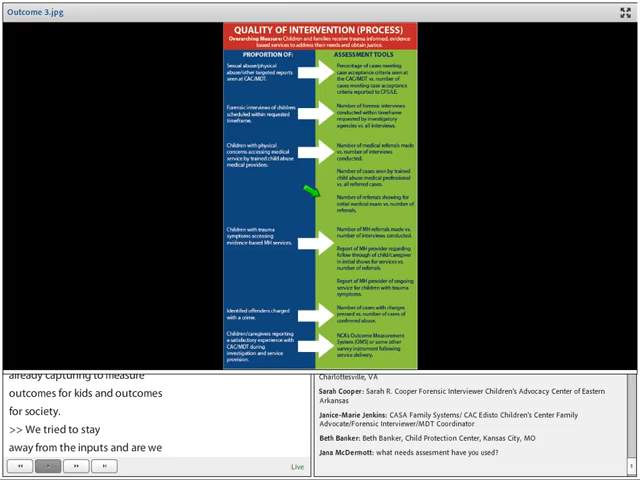 Outcome 3.jpg
QUALITY OF INTERVENTION (PROCESS)
Overarching Measure: Children and families receive trauma informed, evidence
based services to address their needs and obtain justice.
PROPORTION OF:
ASSESSMENT TOOLS
Sexual abuse/physical
abuse/other targeted reports
seen at CAC/MDT.
Percentage of cases meeting
case acceptance criteria seen at
the CAC/MDT vs. number of
cases meeting case acceptance
criteria reported to CPS/LE.
Forensic interviews of children
scheduled within requested
timeframe.
Number of forensic interviews
conducted within timeframe
requested by investigatory
agencies vs. all interviews.
Children with physical
concerns accessing medical
service by trained child abuse
medical providers.
Number of medical referrals made
vs. number of interviews
conducted.
Number of cases seen by trained
child abuse medical professional
vs. all referred cases.
Number of referrals showing for
initial medical exam vs. number of
referrals.
Children with trauma
symptoms accessing
evidence-based MH services.
Number of MH referrals made vs.
number of interviews conducted.
Report of MH provider regarding
follow through of child/caregiver
in initial shows for services vs.
number of referrals.
Report of MH provider of ongoing
service for children with trauma
symptoms.
Identified offenders charged
with a crime.
Number of cases with charges
pressed vs. number of cases of
confirmed abuse.
Children/caregivers reporting
a satisfactory experience with
CAC/MDT during
investigation and service
provision.
NCA's Outcome Measurement
System (OMS) or some other
survey instrument following
service delivery.
already capturing to measure
outcomes for kids and outcomes
for society.
>> We tried to stay
away from the inputs and are we
Live
Charlottesville, VA
Sarah Cooper: Sarah R. Cooper Forensic Interviewer Children's Advocacy Center of Eastern
Arkansas
Janice-Marie Jenkins: CASA Family Systems/ CAC Edisto Children's Center Family
Advocate/Forensic Interviewer/MDT Coordinator
Beth Banker: Beth Banker, Child Protection Center, Kansas City, MO
Jana McDermott: what needs assesment have you used?